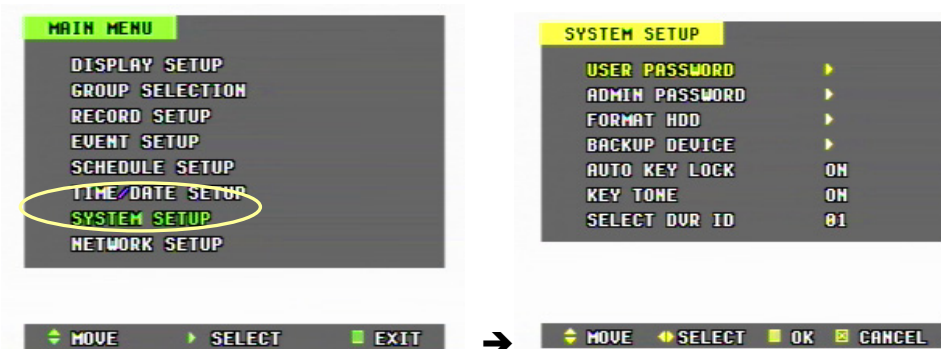 MAIN MENU
DISPLAY SETUP
GROUP SELECTION
RECORD SETUP
EVENT SETUP
SCHEDULE SETUP
TIME/DATE SETUP
SYSTEM SETUP
NETWORK SETUP
MOVE SELECT EXIT
SYSTEM SETUP
USER PASSWORD
ADMIN PASSWORD
FORMAT HDD
BACKUP DEVICE
AUTO KEY LOCK ON
KEY TONE ON
SELECT DVR ID 01
MOVE SELECT OK CANCEL